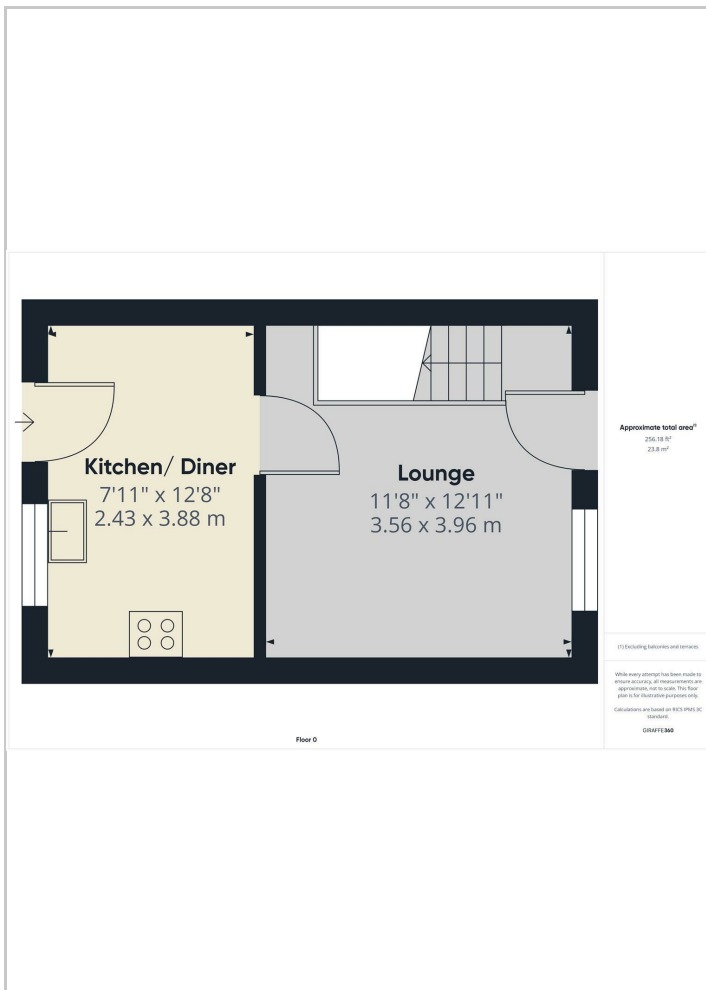 Kitchen/ Diner
7'11" x 12'8"
2.43 x 3.88 m
Lounge
11'8" x 12'11"
3.56 x 3.96 m
Floor 0
Approximate total area⁽¹⁾
256.18 ft²
23.8 m²
(1) Excluding balconies and terraces
While every attempt has been made to
ensure accuracy, all measurements are
approximate, not to scale. This floor
plan is for illustrative purposes only.
Calculations are based on RICS IPMS 3C
standard.
GIRAFFE360